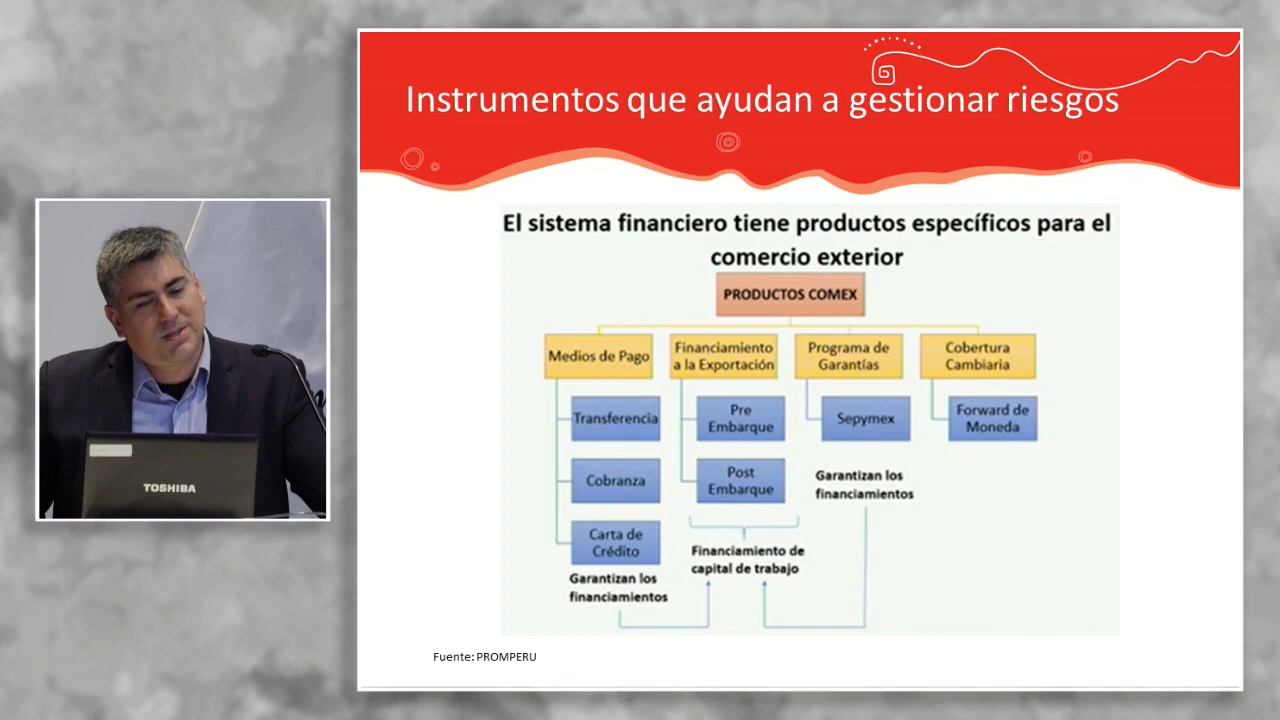 Instrumentos que ayudan a gestionar riesgos
El sistema financiero tiene productos específicos para el
comercio exterior
PRODUCTOS COMEX
Medios de Pago
Financiamiento
a la Exportación
Programa de
Garantías
Cobertura
Cambiaria
Transferencia
Pre
Embarque
Sepymex
Forward de
Moneda
Cobranza
Post
Embarque
Garantizan los
financiamientos
Carta de
Crédito
Financiamiento de
capital de trabajo
Garantizan los
financiamientos
TOSHIBA
Fuente: PROMPERU